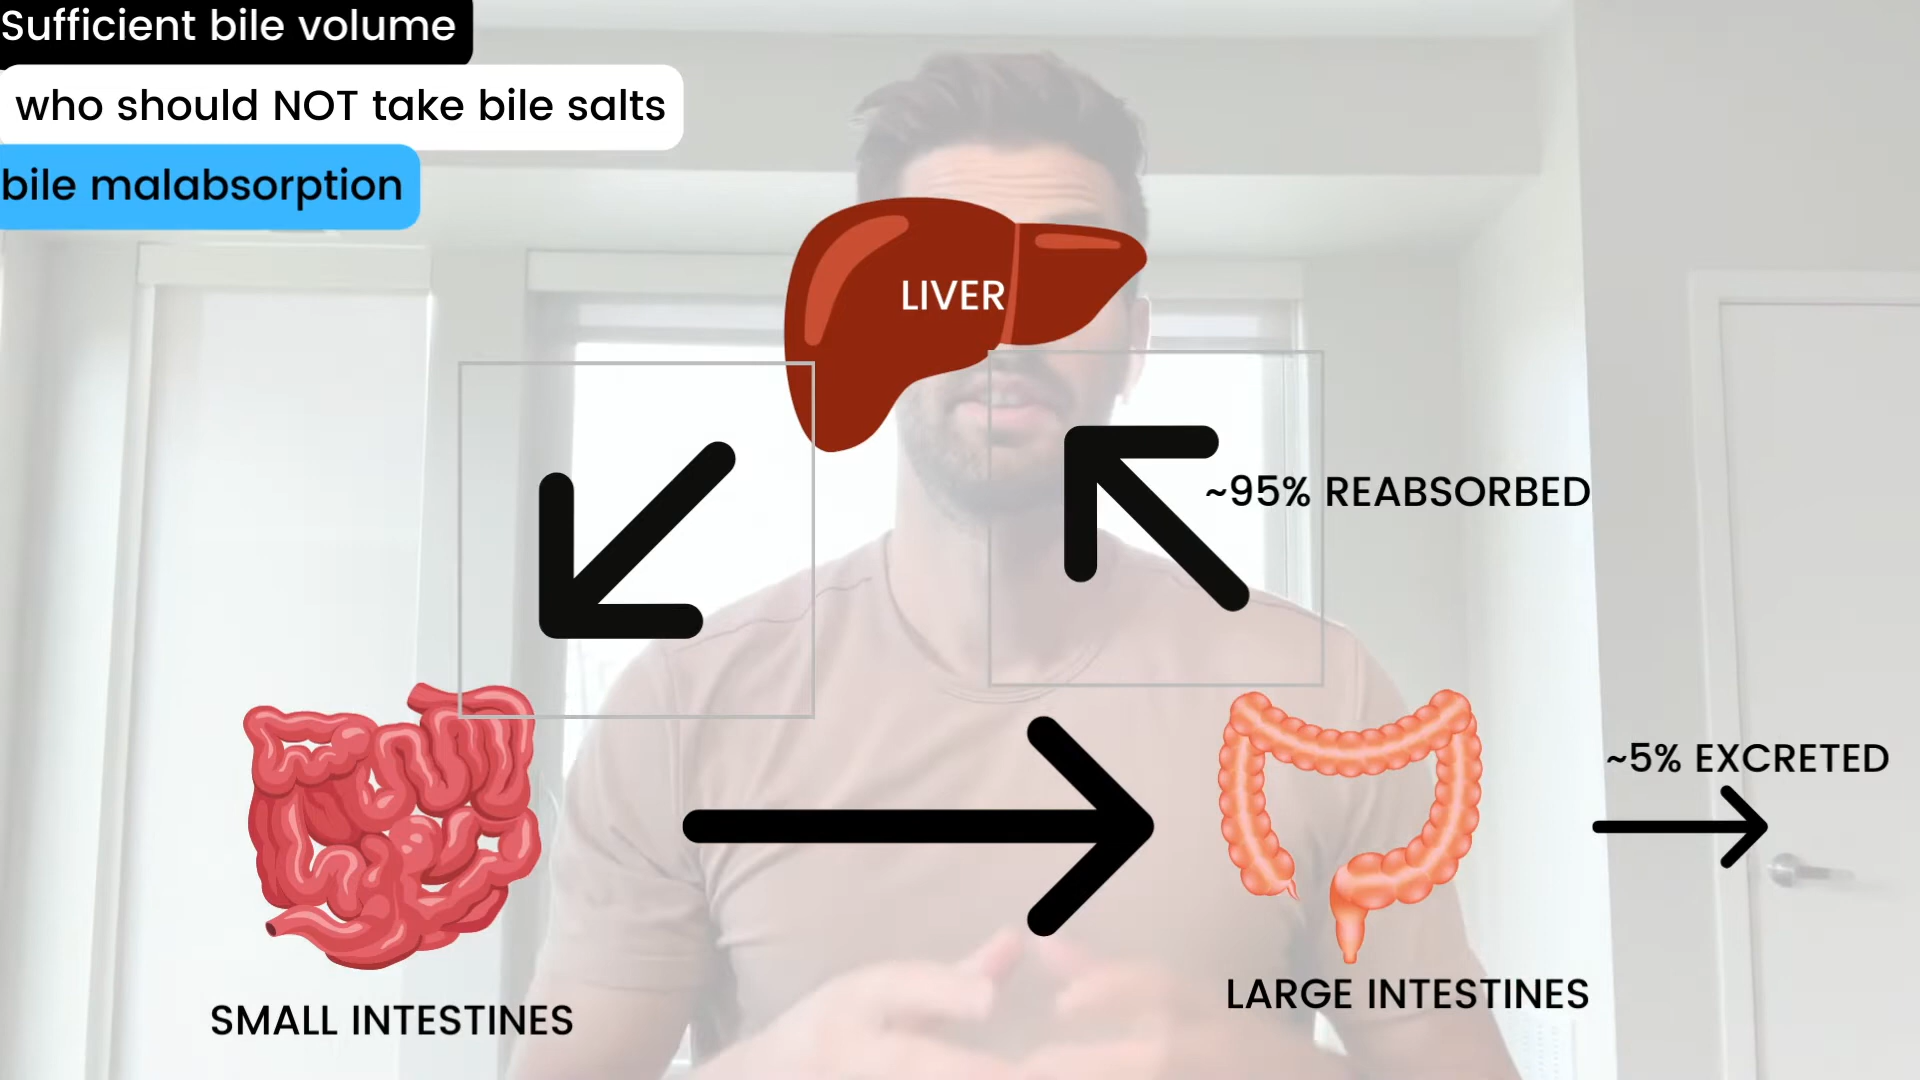 Sufficient bile volume
who should NOT take bile salts
bile malabsorption
LIVER
~95% REABSORBED
~5% EXCRETED
LARGE INTESTINES
SMALL INTESTINES